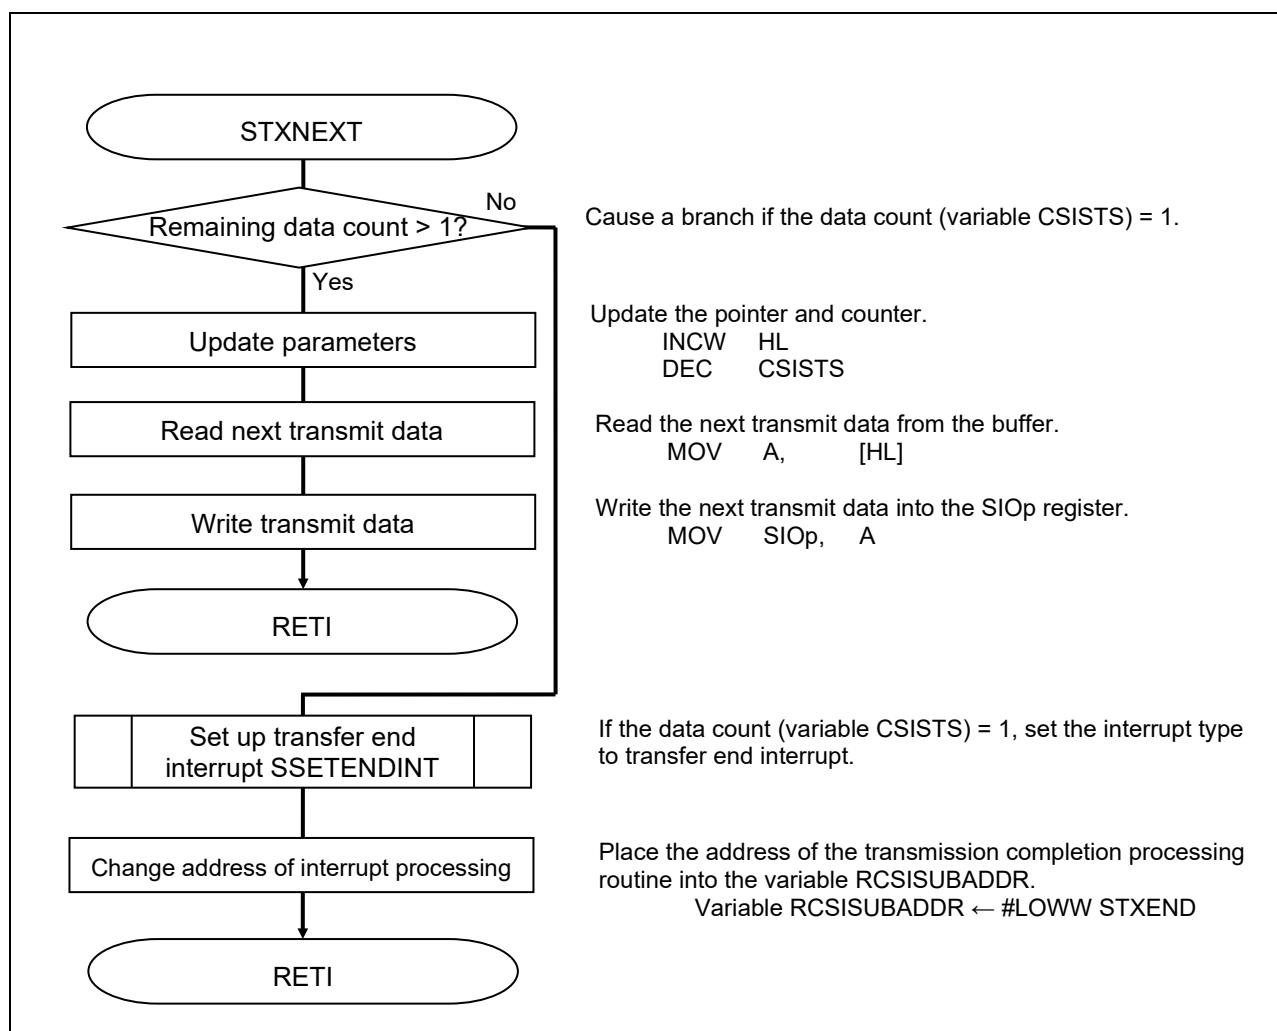 STXNEXT
No
Remaining data count > 1?
Cause a branch if the data count (variable CSISTS) = 1.
Yes
Update the pointer and counter.
Update parameters
INCW HL
DEC CSISTS
Read next transmit data
Read the next transmit data from the buffer.
MOV A, [HL]
Write transmit data
Write the next transmit data into the SIOp register.
MOV SIOp, A
RETI
Set up transfer end
interrupt SSETENDINT
If the data count (variable CSISTS) = 1, set the interrupt type
to transfer end interrupt.
Change address of interrupt processing
Place the address of the transmission completion processing
routine into the variable RCSISUBADDR.
Variable RCSISUBADDR ← #LOWW STXEND
RETI